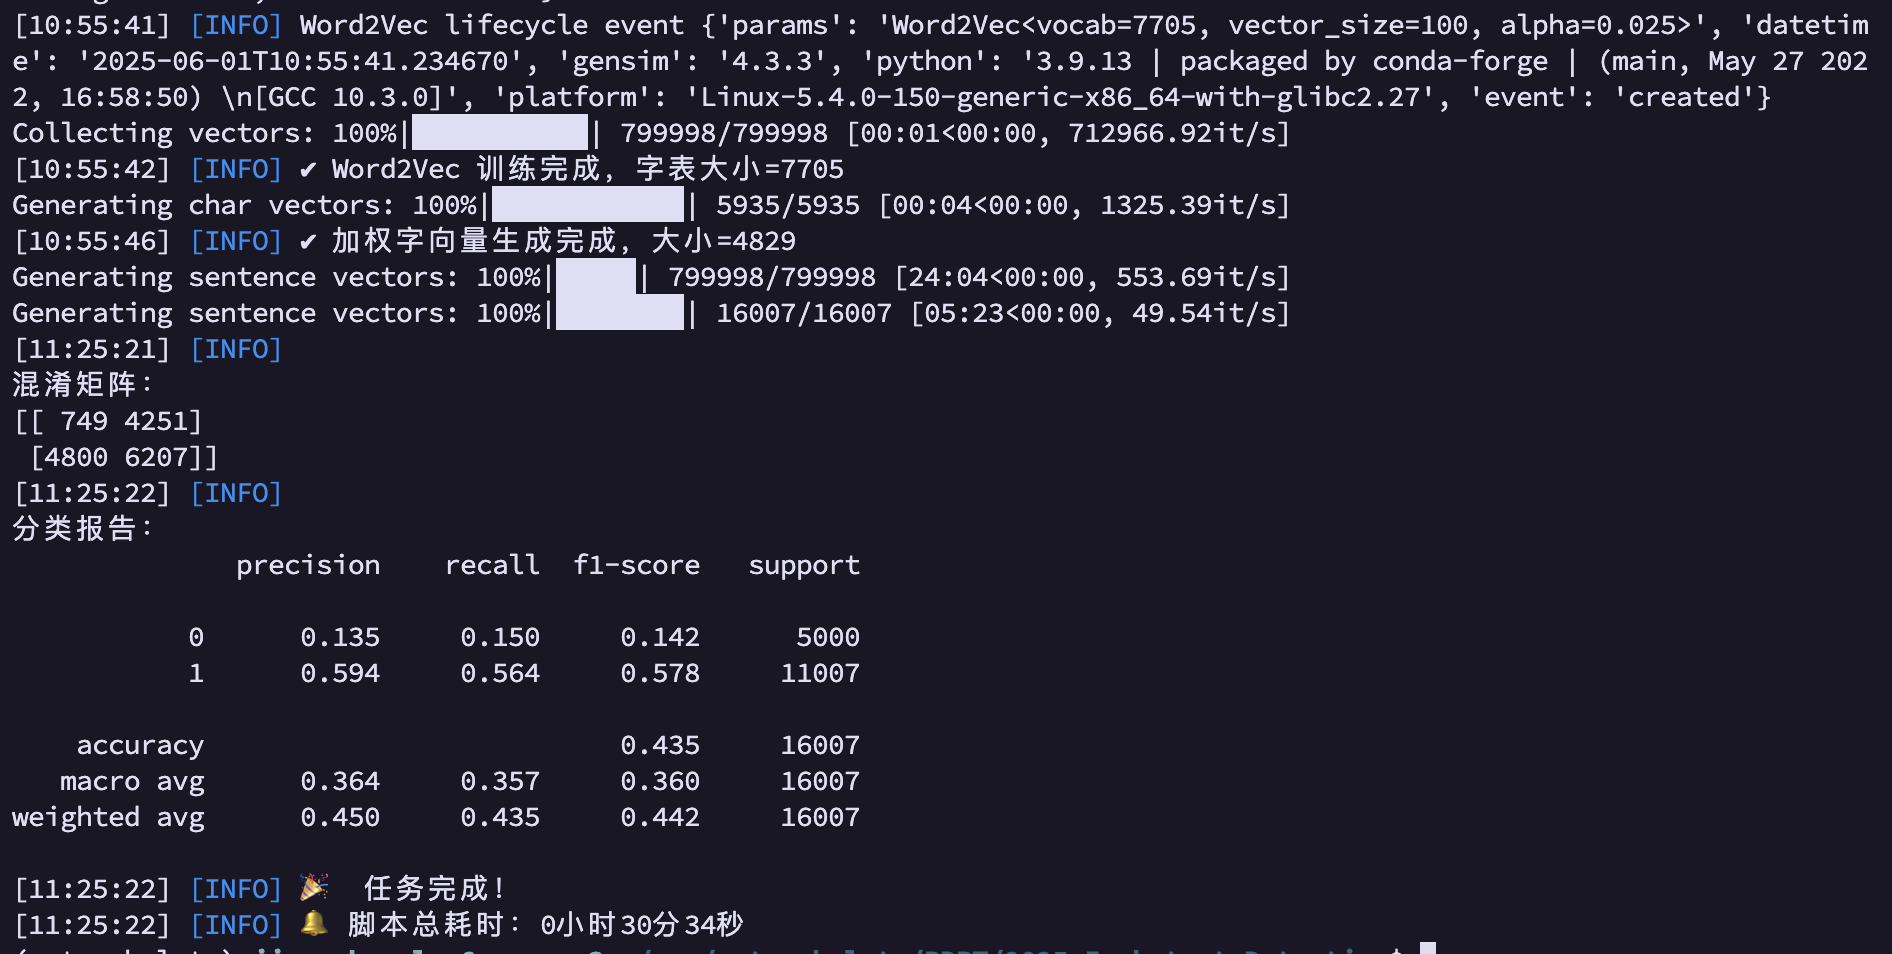 [10:55:41] [INFO] Word2Vec lifecycle event {'params': 'Word2Vec<vocab=7705, vector_size=100, alpha=0.025>', 'datetim
e': '2025-06-01T10:55:41.234670', 'gensim': '4.3.3', 'python': '3.9.13 | packaged by conda-forge | (main, May 27 202
2, 16:58:50) \n[GCC 10.3.0]', 'platform': 'Linux-5.4.0-150-generic-x86_64-with-glibc2.27', 'event': 'created'}
Collecting vectors: 100%|███████████| 799998/799998 [00:01<00:00, 712966.92it/s]
[10:55:42] [INFO] ✔ Word2Vec 训练完成, 字表大小=7705
Generating char vectors: 100%|████████████| 5935/5935 [00:04<00:00, 1325.39it/s]
[10:55:46] [INFO] ✔ 加权字向量生成完成, 大小=4829
Generating sentence vectors: 100%|█████| 799998/799998 [24:04<00:00, 553.69it/s]
Generating sentence vectors: 100%|████████| 16007/16007 [05:23<00:00, 49.54it/s]
[11:25:21] [INFO]
混淆矩阵:
[[ 749 4251]
 [4800 6207]]
[11:25:22] [INFO]
分类报告:
              precision    recall  f1-score   support
           0      0.135     0.150     0.142      5000
           1      0.594     0.564     0.578     11007
    accuracy                          0.435     16007
   macro avg      0.364     0.357     0.360     16007
weighted avg      0.450     0.435     0.442     16007
[11:25:22] [INFO] 🎉  任务完成!
[11:25:22] [INFO] 🔔 脚本总耗时: 0小时30分34秒